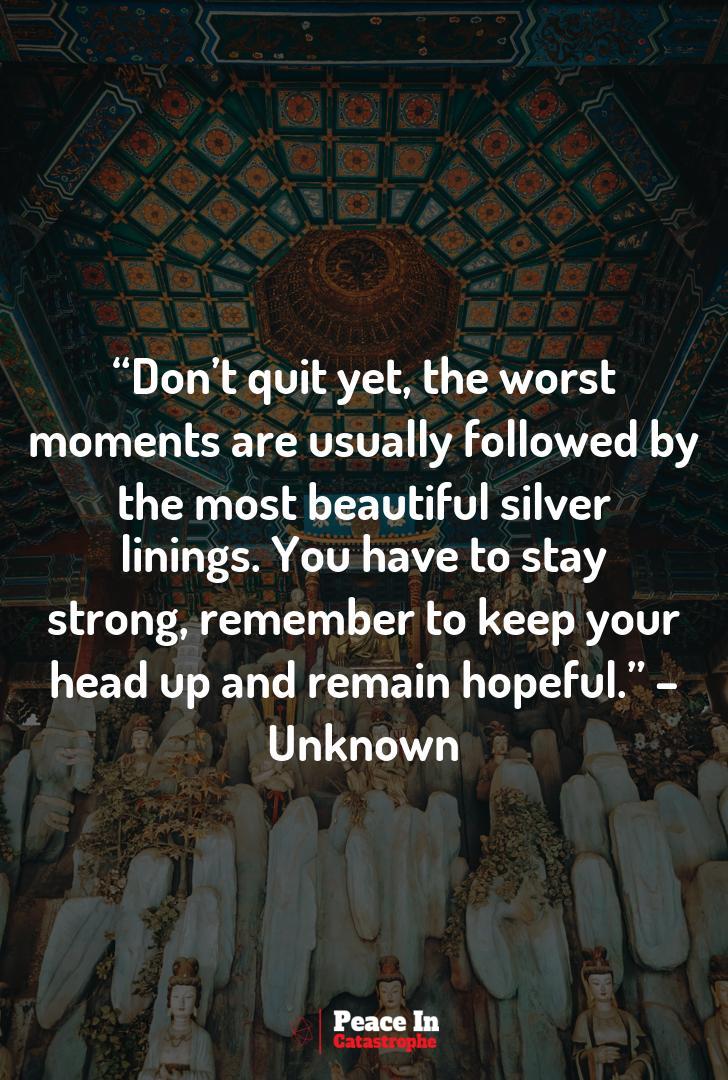 “Don’t quit yet, the worst
moments are usually followed by
the most beautiful silver
linings. You have to stay
strong, remember to keep your
head up and remain hopeful.” –
Unknown
Peace In
Catastrophe